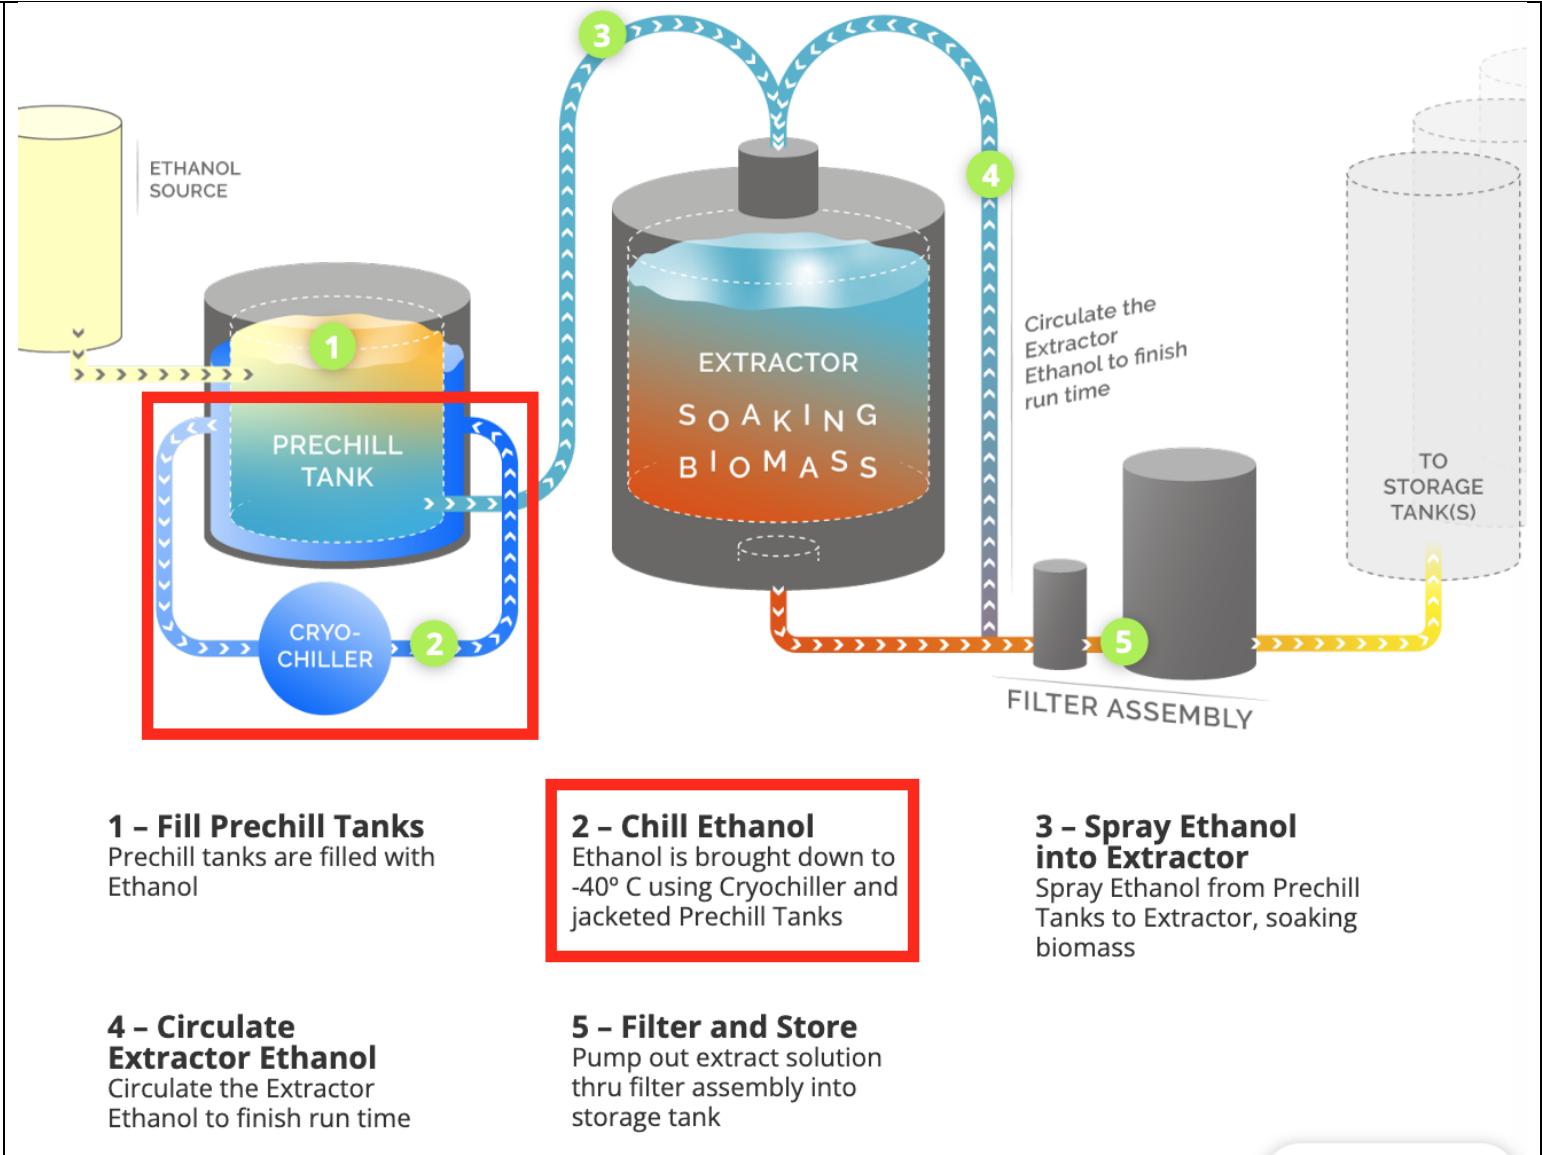 3
ETHANOL
SOURCE
4
1
Circulate the
Extractor
Ethanol to finish
run time
EXTRACTOR
SOAKING
BIOMASS
PRECHILL
TANK
TO
STORAGE
TANK(S)
CRYO-
CHILLER
2
5
FILTER ASSEMBLY
1 – Fill Prechill Tanks
Prechill tanks are filled with
Ethanol
2 – Chill Ethanol
Ethanol is brought down to
-40º C using Cryochiller and
jacketed Prechill Tanks
3 – Spray Ethanol
into Extractor
Spray Ethanol from Prechill
Tanks to Extractor, soaking
biomass
4 – Circulate
Extractor Ethanol
Circulate the Extractor
Ethanol to finish run time
5 – Filter and Store
Pump out extract solution
thru filter assembly into
storage tank